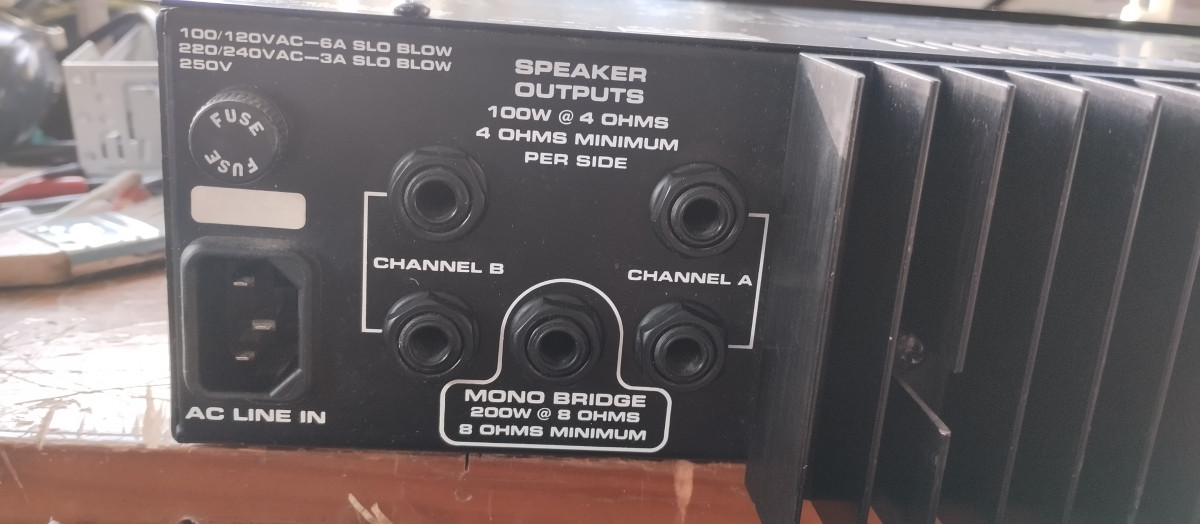 100/120VAC—6A SLO BLOW
220/240VAC—3A SLO BLOW
250V
FUSE
FUSE
SPEAKER
OUTPUTS
100W @ 4 OHMS
4 OHMS MINIMUM
PER SIDE
CHANNEL B
CHANNEL A
MONO BRIDGE
200W @ 8 OHMS
8 OHMS MINIMUM
AC LINE IN